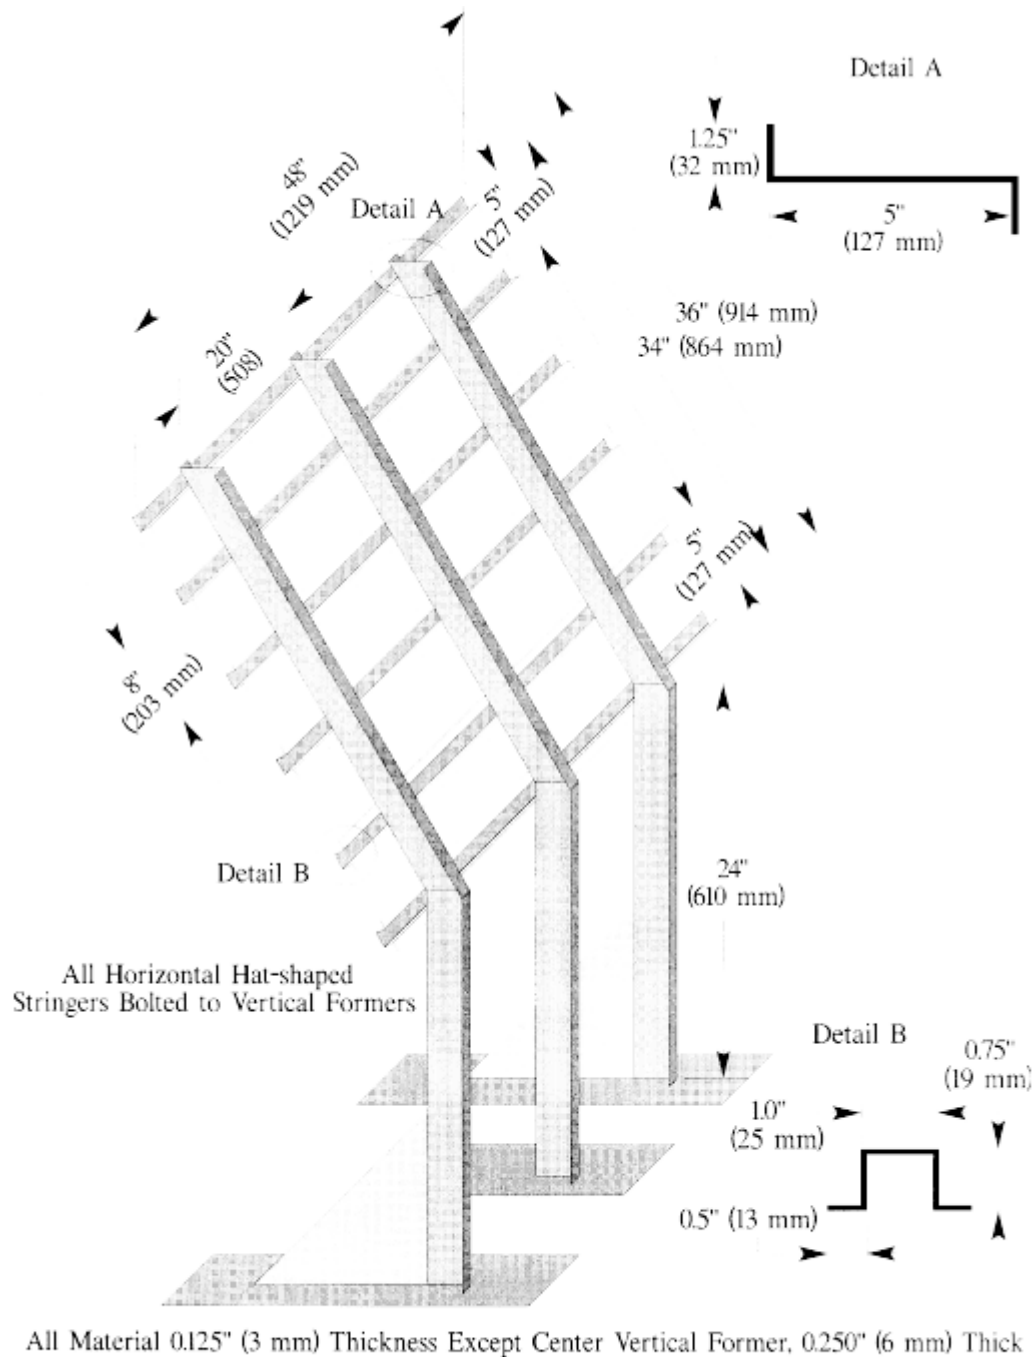 Detail A
1.25"
(32 mm)
5"
(127 mm)
48"
(1219 mm)
Detail A
5"
(127 mm)
36" (914 mm)
34" (864 mm)
20"
(508)
5"
(127 mm)
8"
(203 mm)
24"
(610 mm)
Detail B
All Horizontal Hat-shaped
Stringers Bolted to Vertical Formers
Detail B
0.75"
(19 mm)
1.0"
(25 mm)
0.5" (13 mm)
All Material 0.125" (3 mm) Thickness Except Center Vertical Former, 0.250" (6 mm) Thick